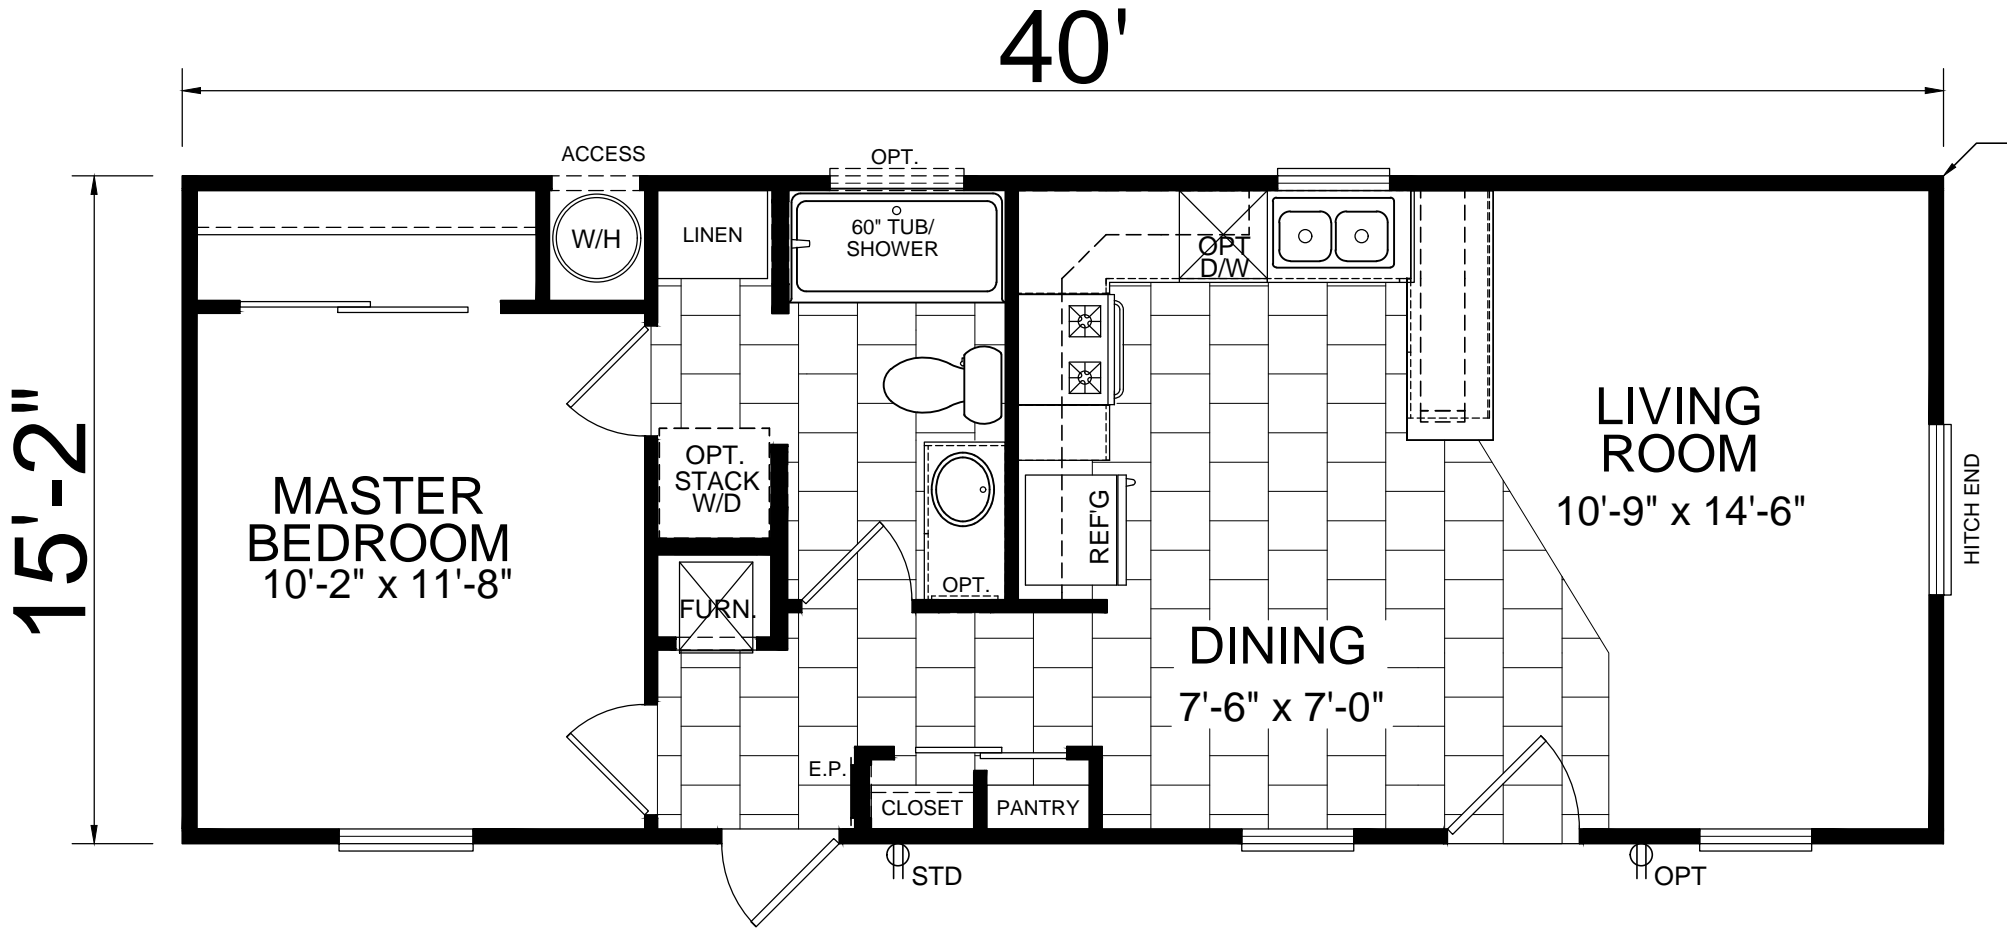 40'
15'-2"
ACCESS
OPT.
W/H
LINEN
60" TUB/
SHOWER
OPT
D/W
LIVING
ROOM
10'-9" x 14'-6"
HITCH END
MASTER
BEDROOM
10'-2" x 11'-8"
OPT.
STACK
W/D
REF'G
OPT.
FURN.
DINING
7'-6" x 7'-0"
E.P.
CLOSET
PANTRY
STD
OPT